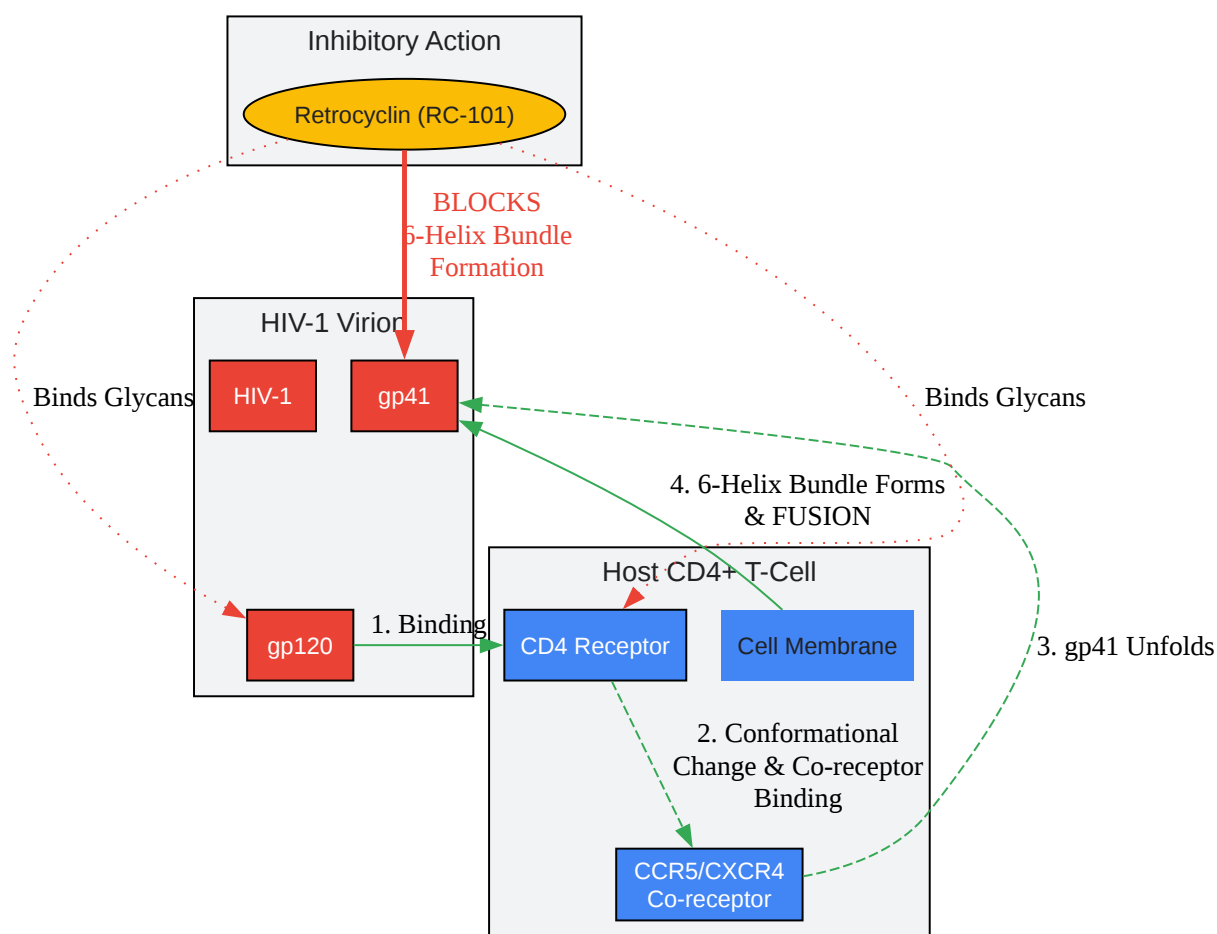 Inhibitory Action
Retrocyclin (RC-101)
BLOCKS
6-Helix Bundle
Formation
HIV-1 Virion
HIV-1
gp41
Binds Glycans
Binds Glycans
4. 6-Helix Bundle Forms
& FUSION
Host CD4+ T-Cell
gp120
1. Binding
CD4 Receptor
Cell Membrane
3. gp41 Unfolds
2. Conformational
Change & Co-receptor
Binding
CCR5/CXCR4
Co-receptor